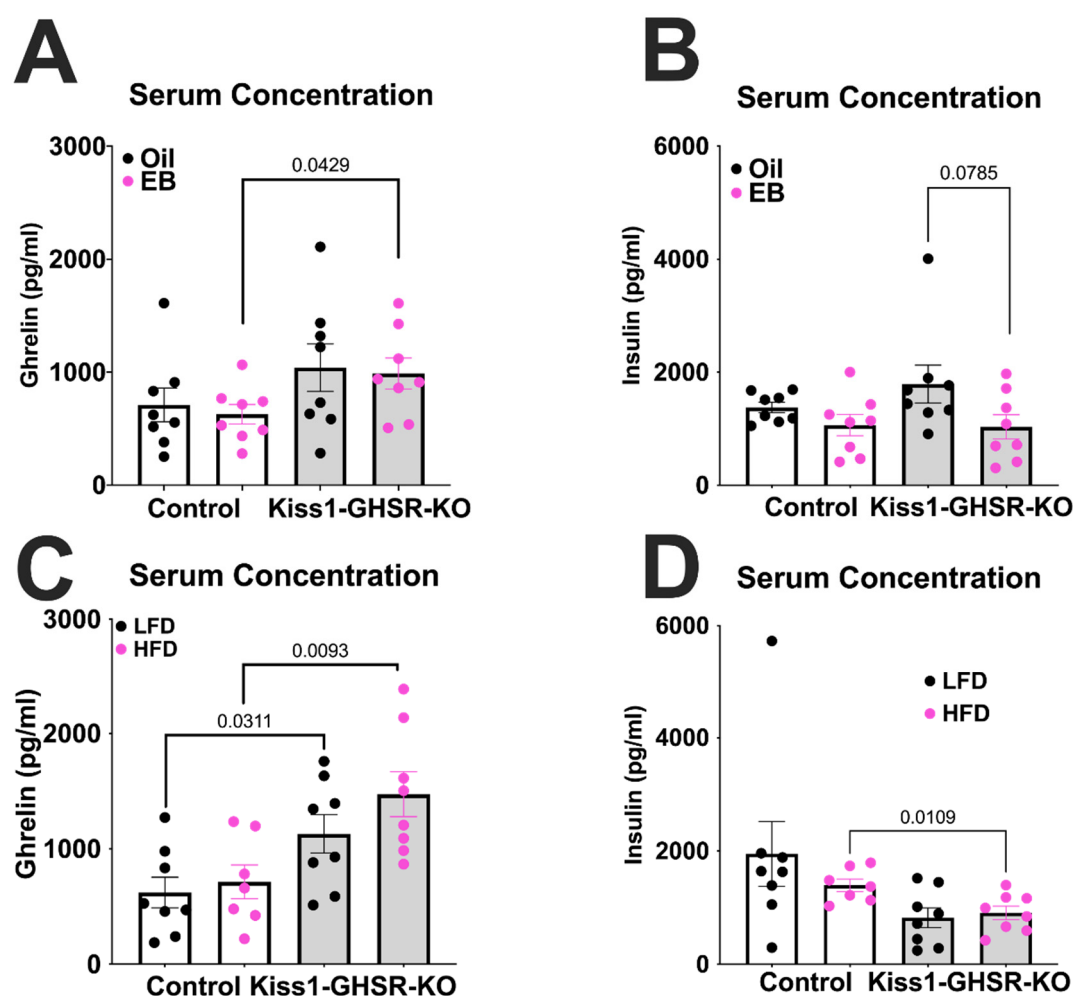 A
Serum Concentration
Ghrelin (pg/ml)
3000
2000
1000
0
Oil
EB
0.0429
Control Kiss1-GHSR-KO
B
Serum Concentration
Insulin (pg/ml)
6000
4000
2000
0
Oil
EB
0.0785
Control Kiss1-GHSR-KO
C
Serum Concentration
Ghrelin (pg/ml)
3000
2000
1000
0
LFD
HFD
0.0093
0.0311
Control Kiss1-GHSR-KO
D
Serum Concentration
Insulin (pg/ml)
6000
4000
2000
0
LFD
HFD
0.0109
Control Kiss1-GHSR-KO